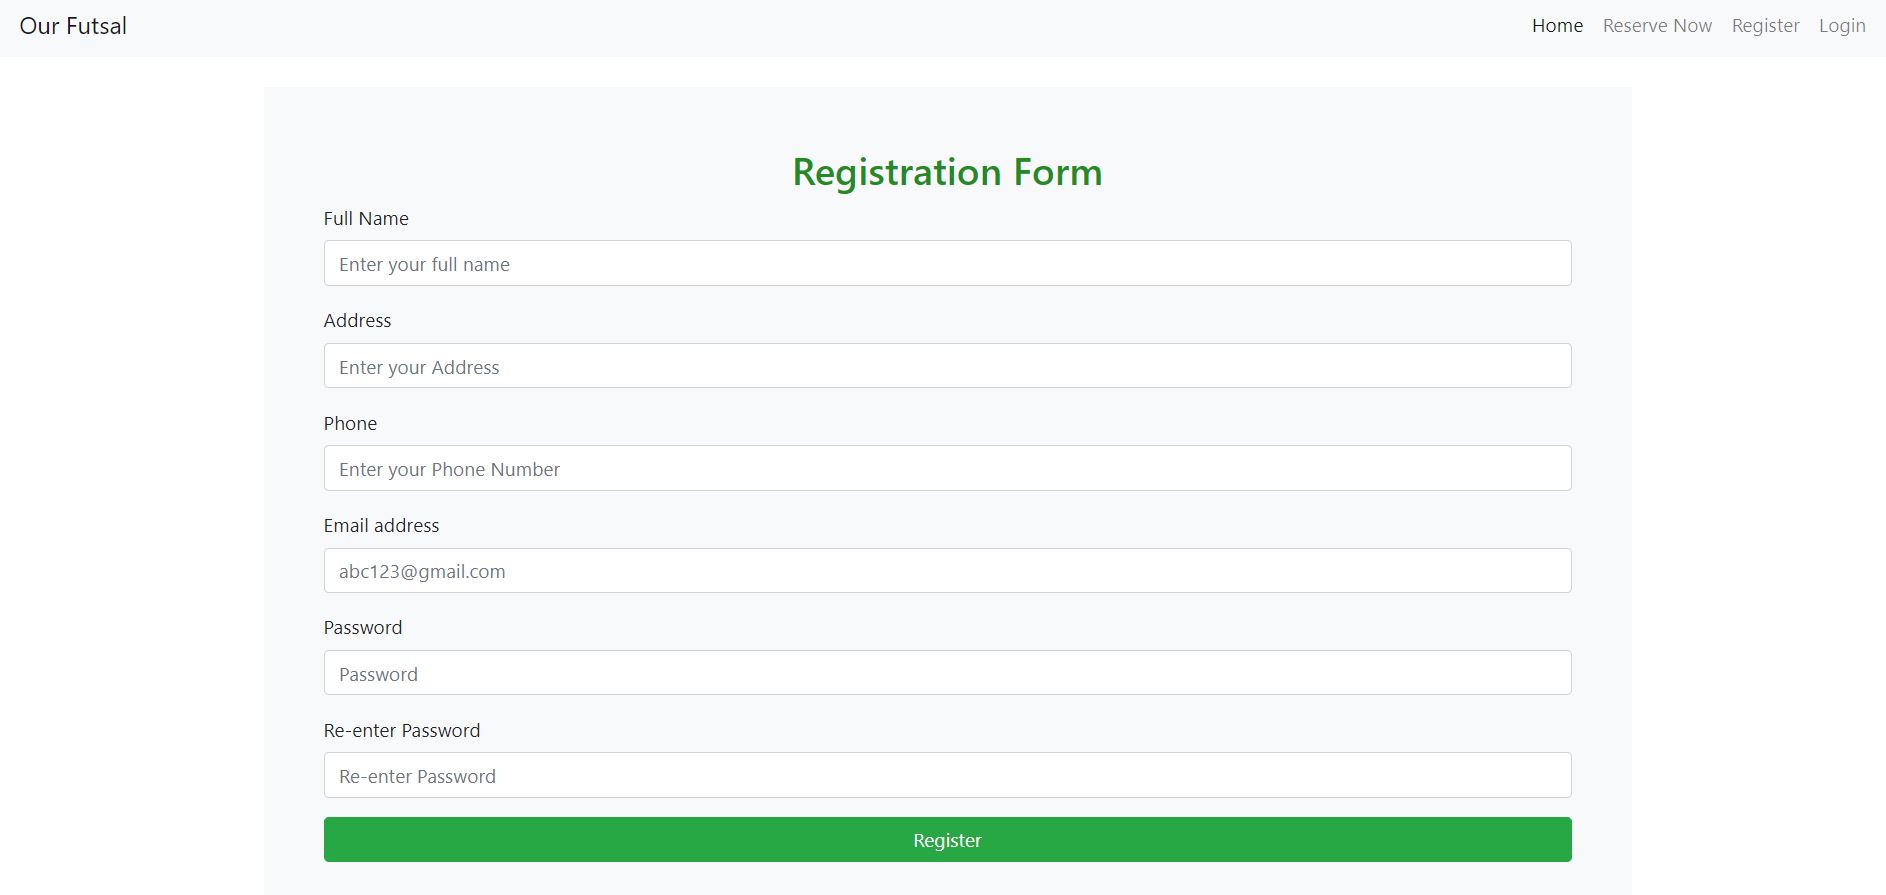 Our Futsal Home Reserve Now Register Login
Registration Form
Full Name
Enter your full name
Address
Enter your Address
Phone
Enter your Phone Number
Email address
abc123@gmail.com
Password
Password
Re-enter Password
Re-enter Password
Register